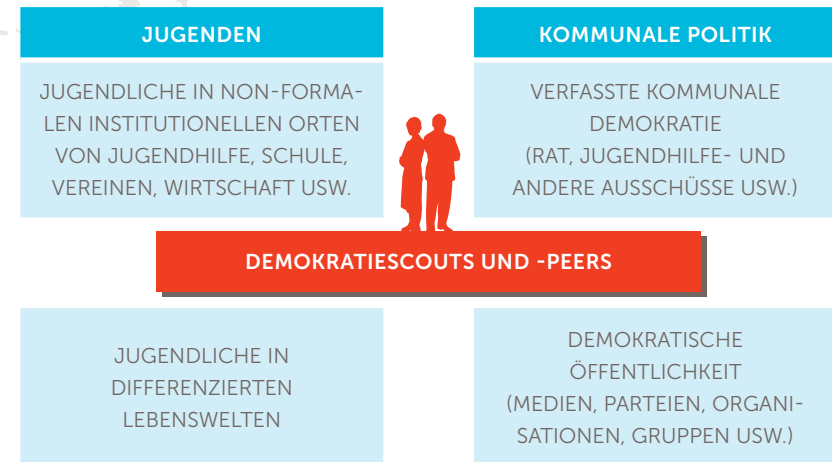 JUGENDEN
JUGENDLICHE IN NON-FORMA-
LEN INSTITUTIONELLEN ORTEN
VON JUGENDHILFE, SCHULE,
VEREINEN, WIRTSCHAFT USW.
KOMMUNALE POLITIK
VERFASSTE KOMMUNALE
DEMOKRATIE
(RAT, JUGENDHILFE- UND
ANDERE AUSSCHÜSSE USW.)
DEMOKRATIESCOUTS UND -PEERS
JUGENDLICHE IN
DIFFERENZIERTEN
LEBENSWELTEN
DEMOKRATISCHE
ÖFFENTLICHKEIT
(MEDIEN, PARTEIEN, ORGANI-
SATIONEN, GRUPPEN USW.)